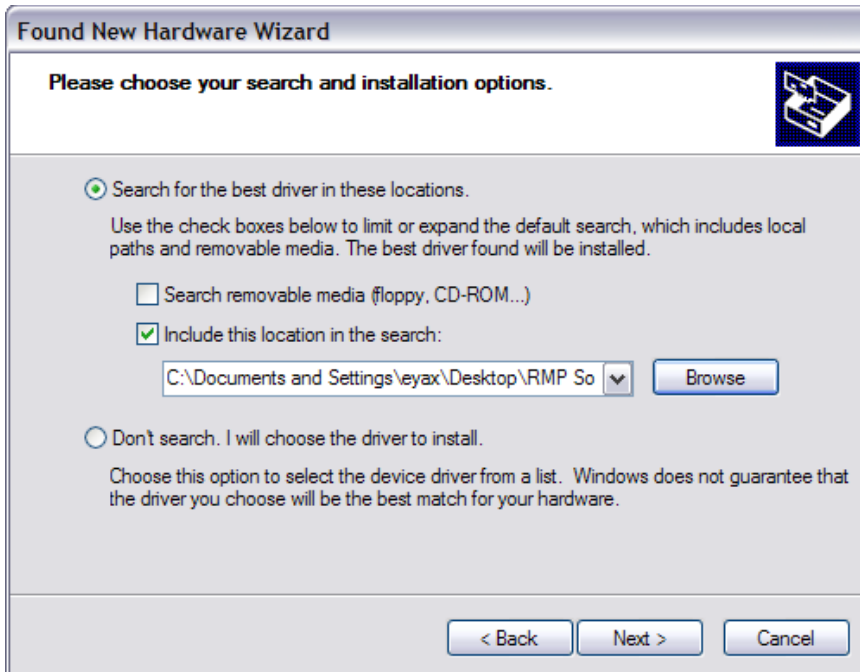 Found New Hardware Wizard
Please choose your search and installation options.
Search for the best driver in these locations.
Use the check boxes below to limit or expand the default search, which includes local
paths and removable media. The best driver found will be installed.
Search removable media (floppy, CD-ROM...)
Include this location in the search:
C:\Documents and Settings\eyax\Desktop\RMP So
Browse
Don't search. I will choose the driver to install.
Choose this option to select the device driver from a list. Windows does not guarantee that
the driver you choose will be the best match for your hardware.
< Back Next > Cancel